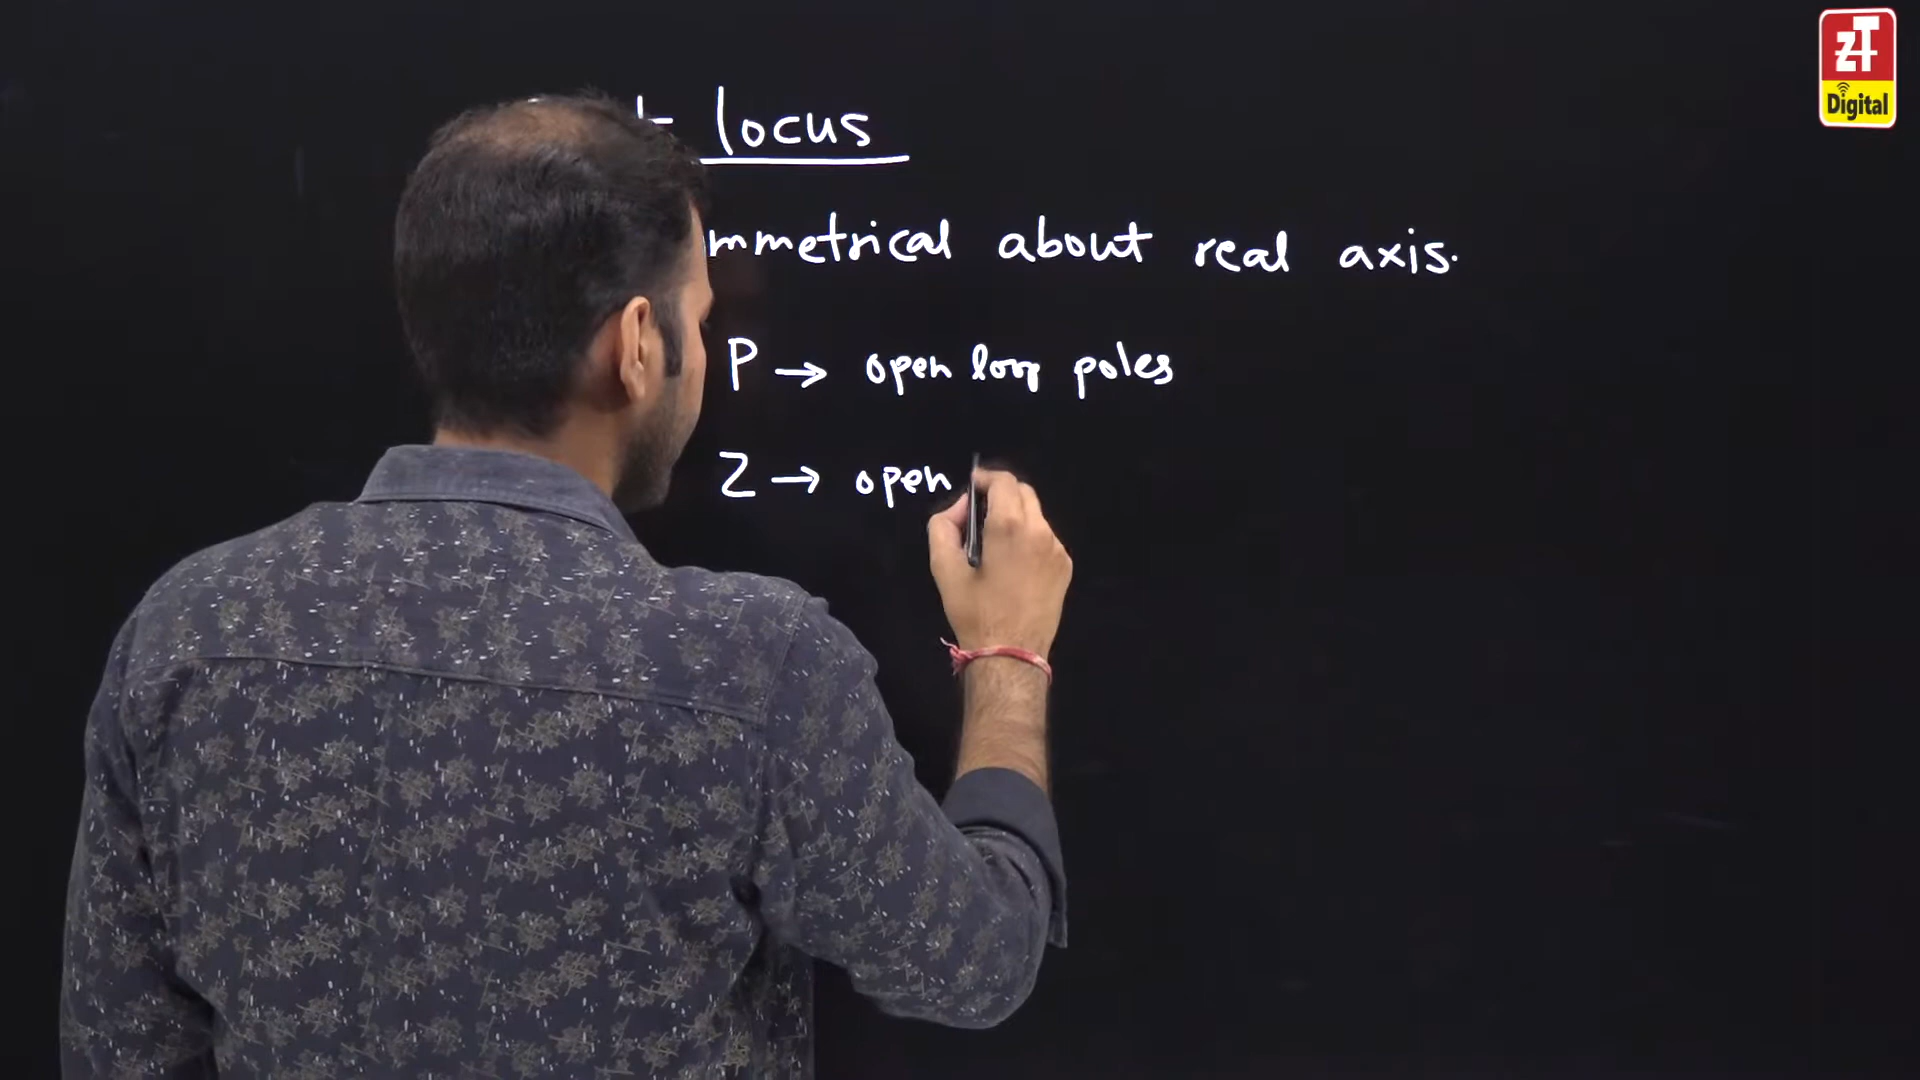 locus
mmetrical about real axis.
P → open loop poles
Z → open
ZT
Digital